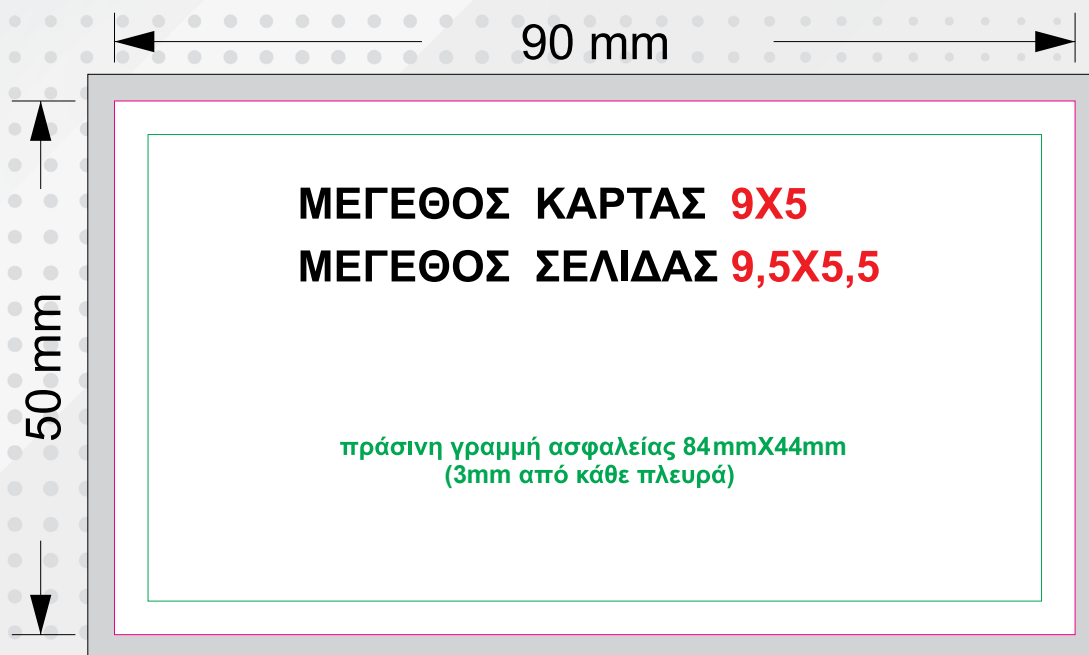 90 mm
50 mm
ΜΕΓΕΘΟΣ ΚΑΡΤΑΣ 9X5
ΜΕΓΕΘΟΣ ΣΕΛΙΔΑΣ 9,5X5,5
πράσινη γραμμή ασφαλείας 84mmX44mm
(3mm από κάθε πλευρά)